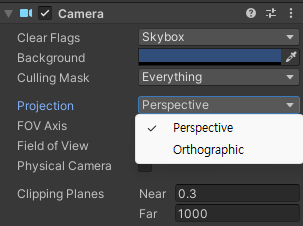 Camera
Clear Flags Skybox
Background
Culling Mask Everything
Projection Perspective
FOV Axis
✓ Perspective
Field of View
Orthographic
Physical Camera
Clipping Planes Near 0.3
Far 1000